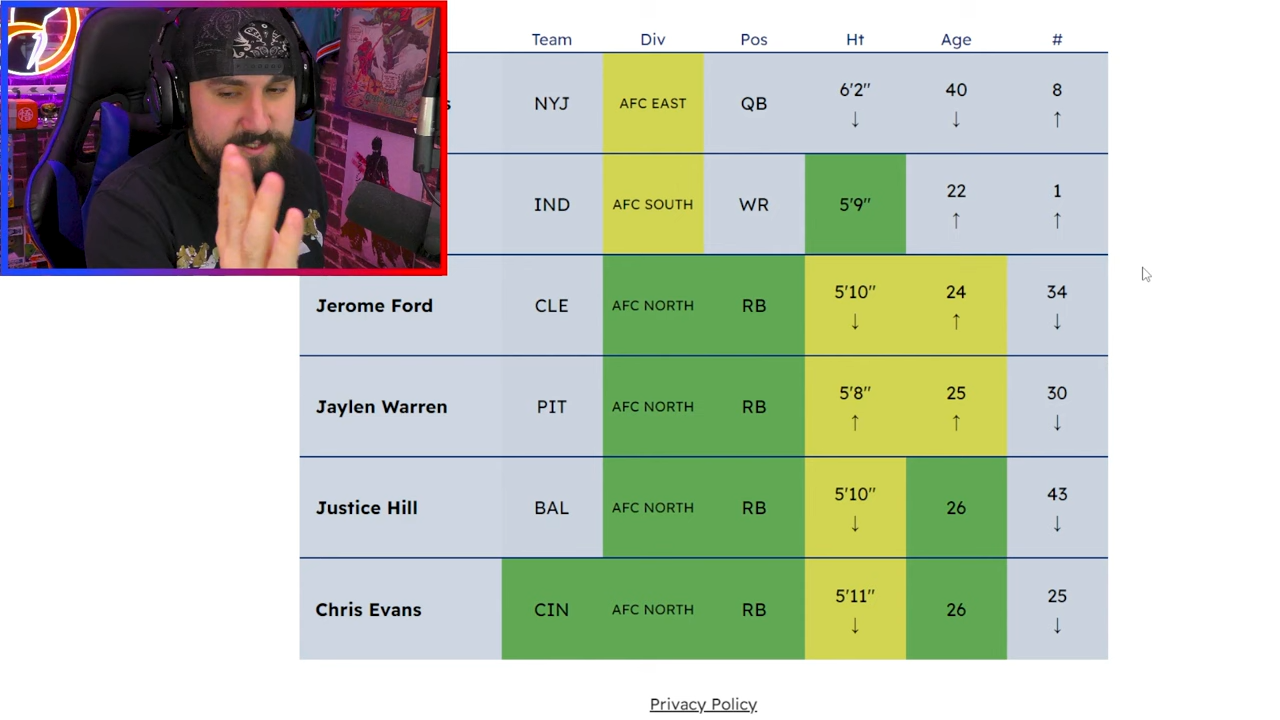 Team Div Pos Ht Age #
s NYJ AFC EAST QB 6'2" ↓ 40 ↓ 8 ↑
IND AFC SOUTH WR 5'9" 22 ↑ 1 ↑
Jerome Ford CLE AFC NORTH RB 5'10" ↓ 24 ↑ 34 ↓
Jaylen Warren PIT AFC NORTH RB 5'8" ↑ 25 ↑ 30 ↓
Justice Hill BAL AFC NORTH RB 5'10" ↓ 26 43 ↓
Chris Evans CIN AFC NORTH RB 5'11" ↓ 26 25 ↓
Privacy Policy